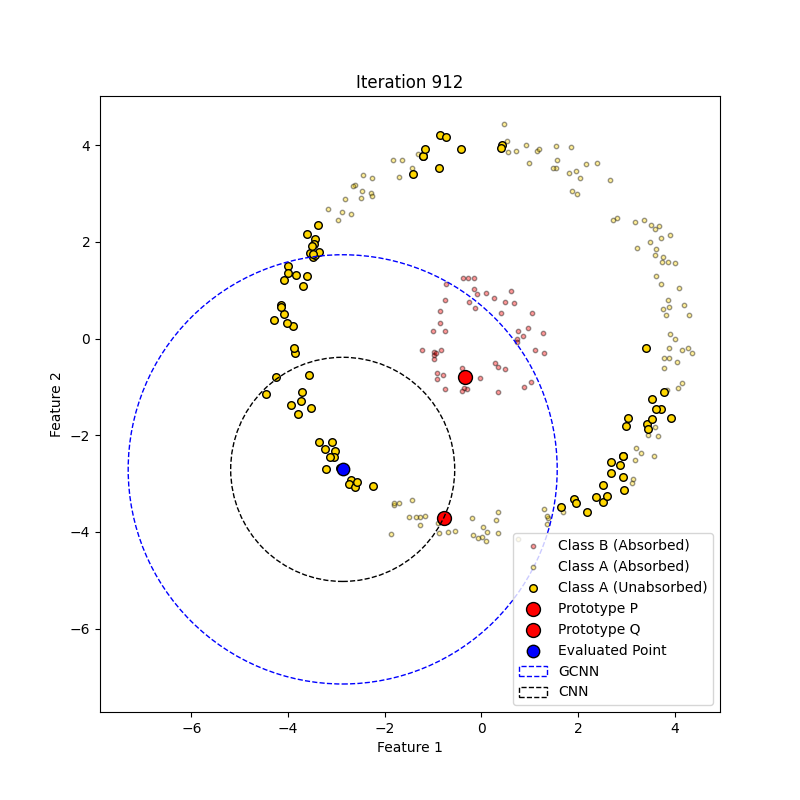 Iteration 912
Feature 2
4
2
0
−2
−4
−6
−6
−4
−2
0
2
4
Feature 1
Class B (Absorbed)
Class A (Absorbed)
Class A (Unabsorbed)
Prototype P
Prototype Q
Evaluated Point
GCNN
CNN